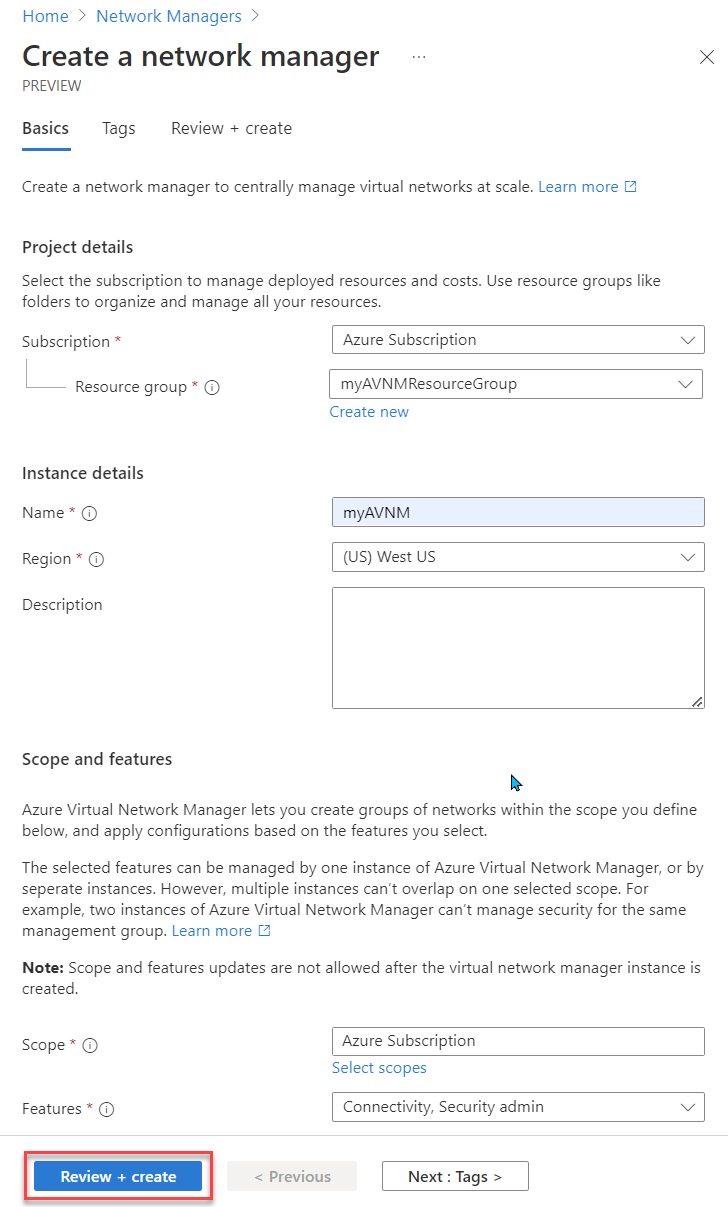 Home > Network Managers >
Create a network manager ...
PREVIEW
Basics Tags Review + create
Create a network manager to centrally manage virtual networks at scale. Learn more
Project details
Select the subscription to manage deployed resources and costs. Use resource groups like
folders to organize and manage all your resources.
Subscription * Azure Subscription
Resource group * myAVNMResourceGroup
Create new
Instance details
Name * myAVNM
Region * (US) West US
Description
Scope and features
Azure Virtual Network Manager lets you create groups of networks within the scope you define
below, and apply configurations based on the features you select.
The selected features can be managed by one instance of Azure Virtual Network Manager, or by
seperate instances. However, multiple instances can't overlap on one selected scope. For
example, two instances of Azure Virtual Network Manager can't manage security for the same
management group. Learn more
Note: Scope and features updates are not allowed after the virtual network manager instance is
created.
Scope * Azure Subscription
Select scopes
Features * Connectivity, Security admin
Review + create < Previous Next : Tags >